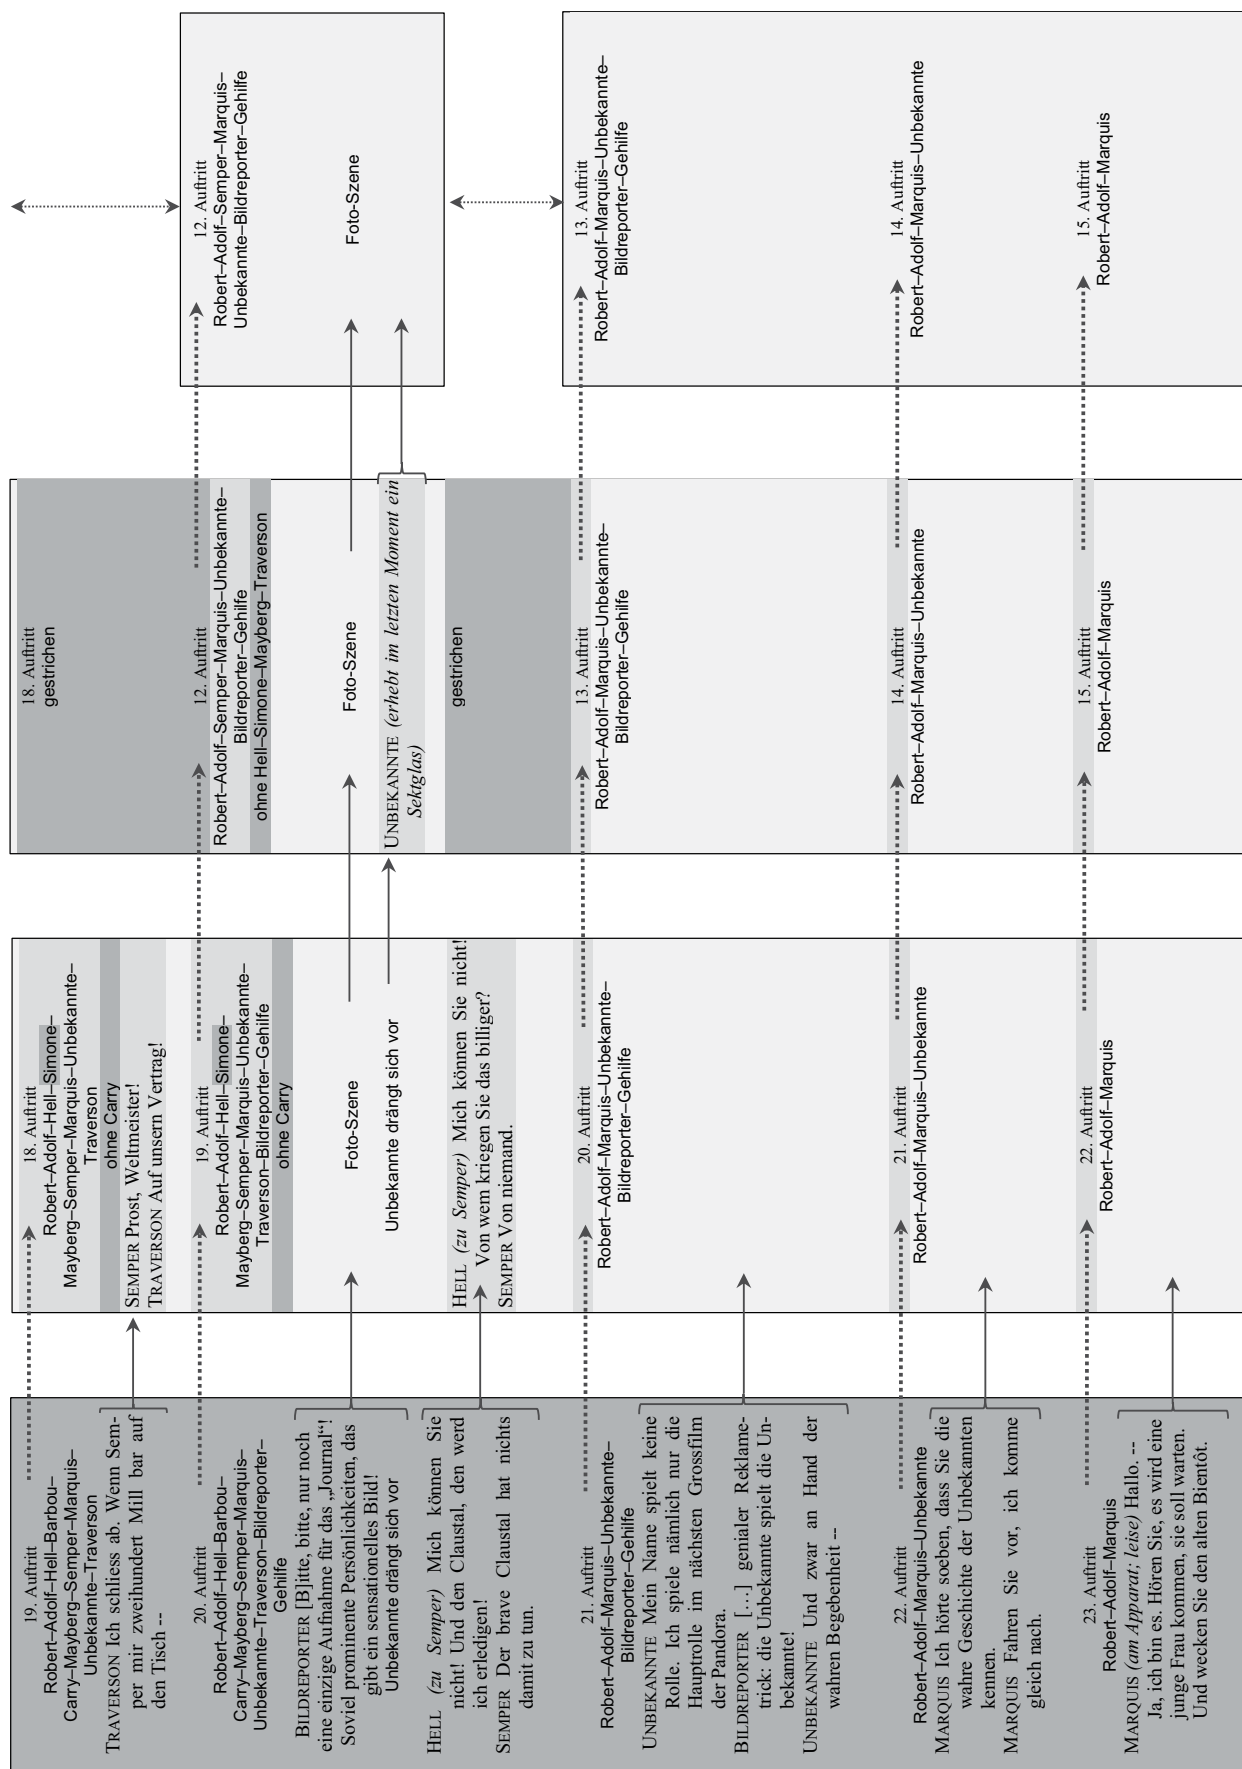 19. Auftritt
Robert–Adolf–Hell–Barbou–
Carry–Mayberg–Semper–Marquis–
Unbekannte–Traverson
TRAVERSON Ich schliess ab. Wenn Sem-
per mir zweihundert Mill bar auf
den Tisch --
20. Auftritt
Robert–Adolf–Hell–Barbou–
Carry–Mayberg–Semper–Marquis–
Unbekannte–Traverson–Bildreporter–
Gehilfe
BILDREPORTER [B]itte, bitte, nur noch
eine einzige Aufnahme für das „Journal“!
Soviel prominente Persönlichkeiten, das
gibt ein sensationelles Bild!
Unbekannte drängt sich vor
HELL (zu Semper) Mich können Sie
nicht! Und den Claustal, den werd
ich erledigen!
SEMPER Der brave Claustal hat nichts
damit zu tun.
21. Auftritt
Robert–Adolf–Marquis–Unbekannte–
Bildreporter–Gehilfe
UNBEKANNTE Mein Name spielt keine
Rolle. Ich spiele nämlich nur die
Hauptrolle im nächsten Grossfilm
der Pandora.
BILDREPORTER […] genialer Reklame-
trick: die Unbekannte spielt die Un-
bekannte!
UNBEKANNTE Und zwar an Hand der
wahren Begebenheit --
22. Auftritt
Robert–Adolf–Marquis–Unbekannte
MARQUIS Ich hörte soeben, dass Sie die
wahre Geschichte der Unbekannten
kennen.
MARQUIS Fahren Sie vor, ich komme
gleich nach.
23. Auftritt
Robert–Adolf–Marquis
MARQUIS (am Apparat; leise) Hallo. --
Ja, ich bin es. Hören Sie, es wird eine
junge Frau kommen, sie soll warten.
Und wecken Sie den alten Bientôt.
18. Auftritt
Robert–Adolf–Hell–Simone–
Mayberg–Semper–Marquis–Unbekannte–
Traverson
ohne Carry
SEMPER Prost, Weltmeister!
TRAVERSON Auf unsern Vertrag!
19. Auftritt
Robert–Adolf–Hell–Simone–
Mayberg–Semper–Marquis–Unbekannte–
Traverson–Bildreporter–Gehilfe
ohne Carry
Foto-Szene
Unbekannte drängt sich vor
HELL (zu Semper) Mich können Sie nicht!
Von wem kriegen Sie das billiger?
SEMPER Von niemand.
20. Auftritt
Robert–Adolf–Marquis–Unbekannte–
Bildreporter–Gehilfe
21. Auftritt
Robert–Adolf–Marquis–Unbekannte
22. Auftritt
Robert–Adolf–Marquis
18. Auftritt
gestrichen
12. Auftritt
Robert–Adolf–Semper–Marquis–Unbekannte–
Bildreporter–Gehilfe
ohne Hell–Simone–Mayberg–Traverson
Foto-Szene
UNBEKANNTE (erhebt im letzten Moment ein
Sektglas)
gestrichen
13. Auftritt
Robert–Adolf–Marquis–Unbekannte–
Bildreporter–Gehilfe
14. Auftritt
Robert–Adolf–Marquis–Unbekannte
15. Auftritt
Robert–Adolf–Marquis
12. Auftritt
Robert–Adolf–Semper–Marquis–
Unbekannte–Bildreporter–Gehilfe
Foto-Szene
13. Auftritt
Robert–Adolf–Marquis–Unbekannte–
Bildreporter–Gehilfe
14. Auftritt
Robert–Adolf–Marquis–Unbekannte
15. Auftritt
Robert–Adolf–Marquis